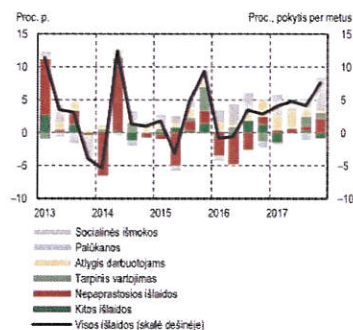 Proc. p. Proc., pokytis per metus
15 15
10 10
5 5
0 0
−5 −5
−10 −10
2013 2014 2015 2016 2017
Socialinės išmokos
Palūkanos
Atlygis darbuotojams
Tarpinis vartojimas
Nepaprastosios išlaidos
Kitos išlaidos
Visos išlaidos (skalė dešinėje)